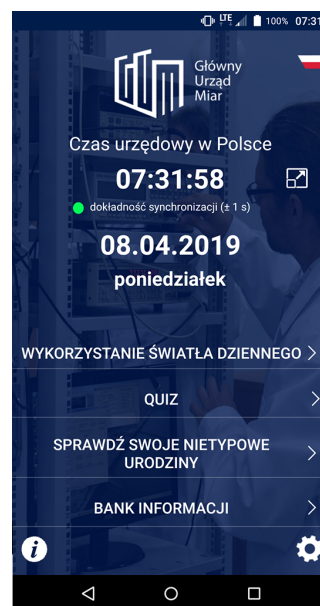 LTE 100% 07:31
Główny
Urząd
Miar
Czas urzędowy w Polsce
07:31:58
dokładność synchronizacji (± 1 s)
08.04.2019
poniedziałek
WYKORZYSTANIE ŚWIATŁA DZIENNEGO
QUIZ
SPRAWDŹ SWOJE NIETYPOWE
URODZINY
BANK INFORMACJI
i